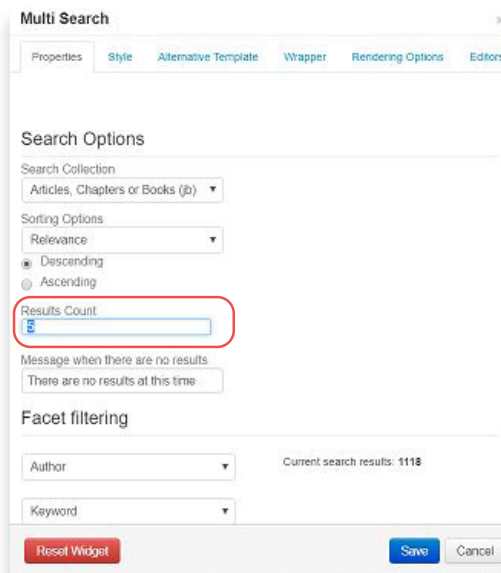 Multi Search
Properties Style Alternative Template Wrapper Rendering Options Editors
Search Options
Search Collection
Articles, Chapters or Books (jb)
Sorting Options
Relevance
Descending
Ascending
Results Count
5
Message when there are no results
There are no results at this time
Facet filtering
Author Current search results: 1118
Keyword
Reset Widget Save Cancel